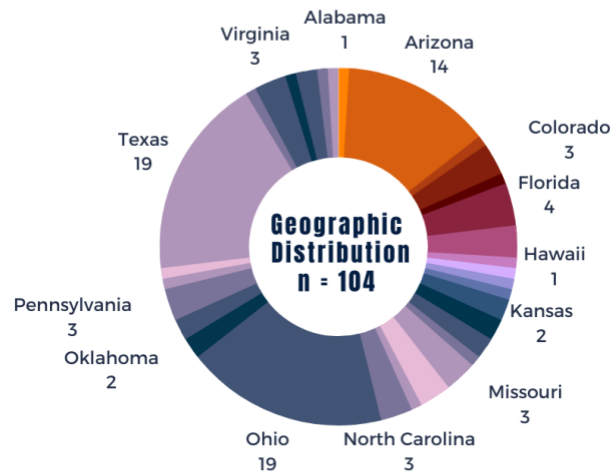 Alabama
1
Arizona
14
Colorado
3
Florida
4
Hawaii
1
Kansas
2
Missouri
3
North Carolina
3
Ohio
19
Oklahoma
2
Pennsylvania
3
Texas
19
Virginia
3
Geographic
Distribution
n = 104